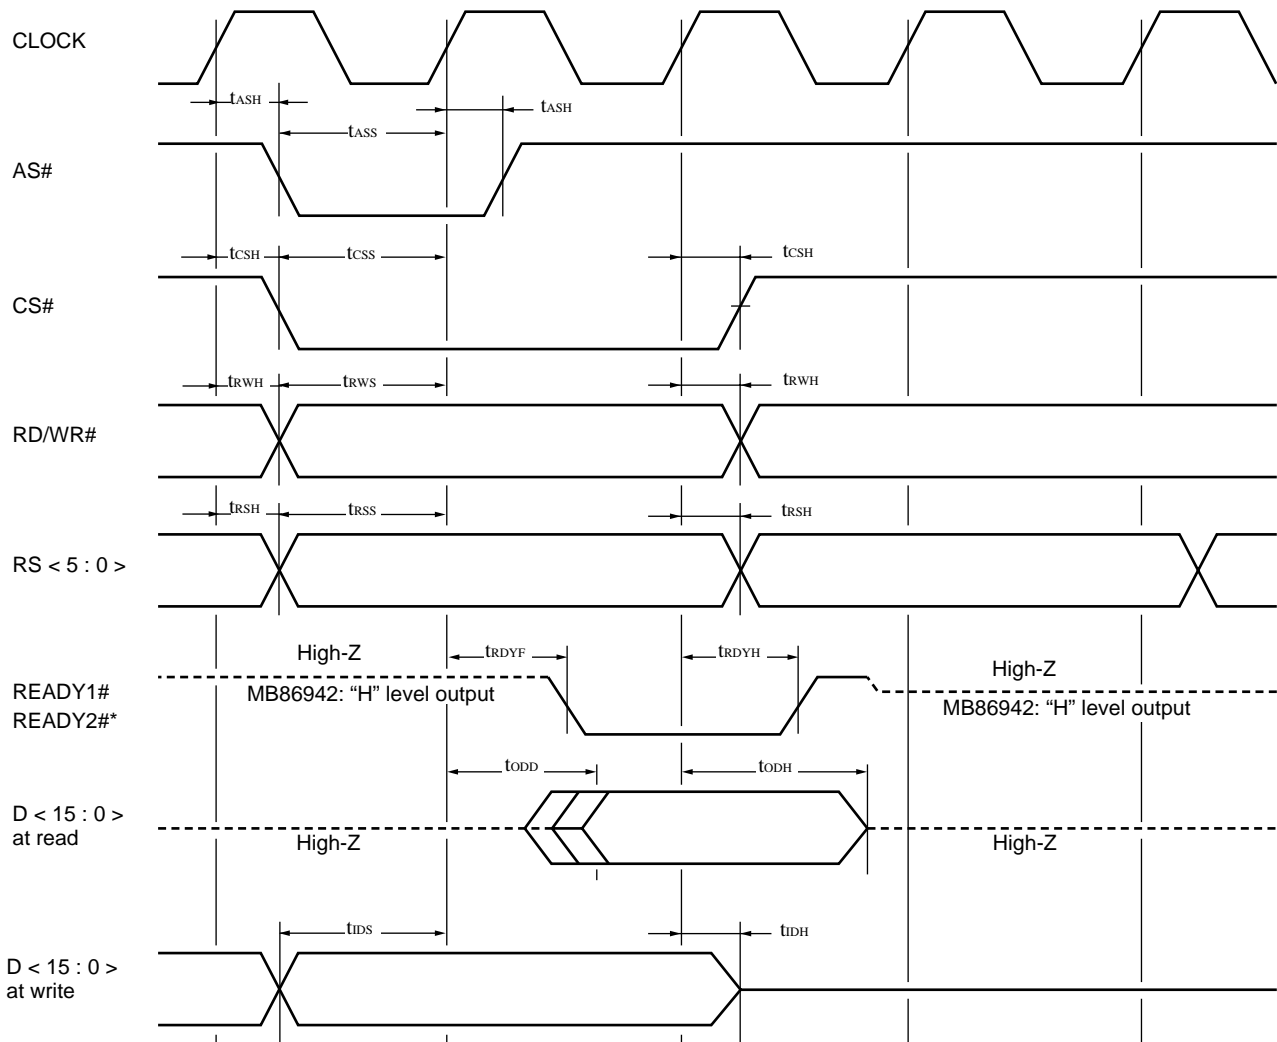 CLOCK
tASH
tASH
tASS
AS#
tCSH
tCSS
tCSH
CS#
tRWH
tRWS
tRWH
RD/WR#
tRSH
tRSS
tRSH
RS < 5 : 0 >
High-Z
tRDYF
tRDYH
High-Z
READY1#
MB86942: “H” level output
MB86942: “H” level output
READY2#*
tODD
tODH
D < 15 : 0 >
at read
High-Z
High-Z
tIDS
tIDH
D < 15 : 0 >
at write